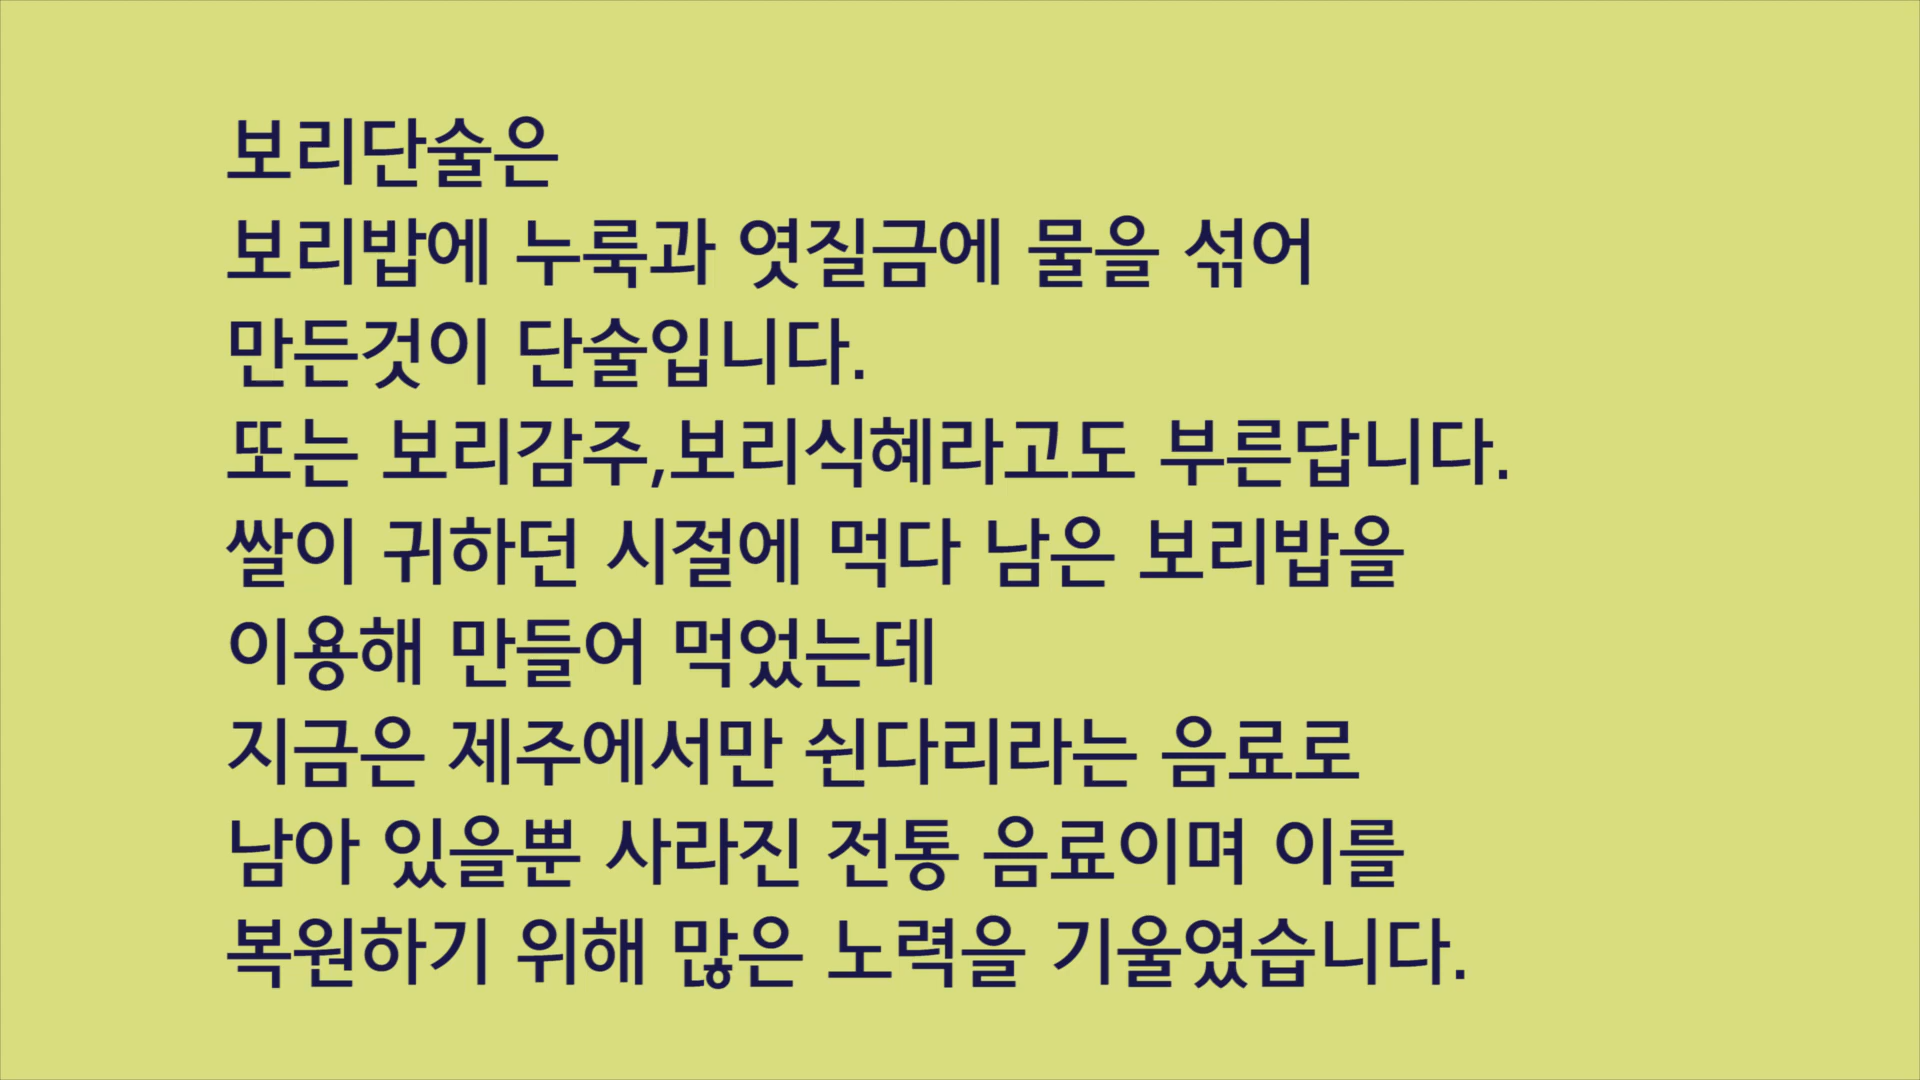 보리단술은
보리밥에 누룩과 엿질금에 물을 섞어
만든것이 단술입니다.
또는 보리감주,보리식혜라고도 부른답니다.
쌀이 귀하던 시절에 먹다 남은 보리밥을
이용해 만들어 먹었는데
지금은 제주에서만 쉰다리라는 음료로
남아 있을뿐 사라진 전통 음료이며 이를
복원하기 위해 많은 노력을 기울였습니다.